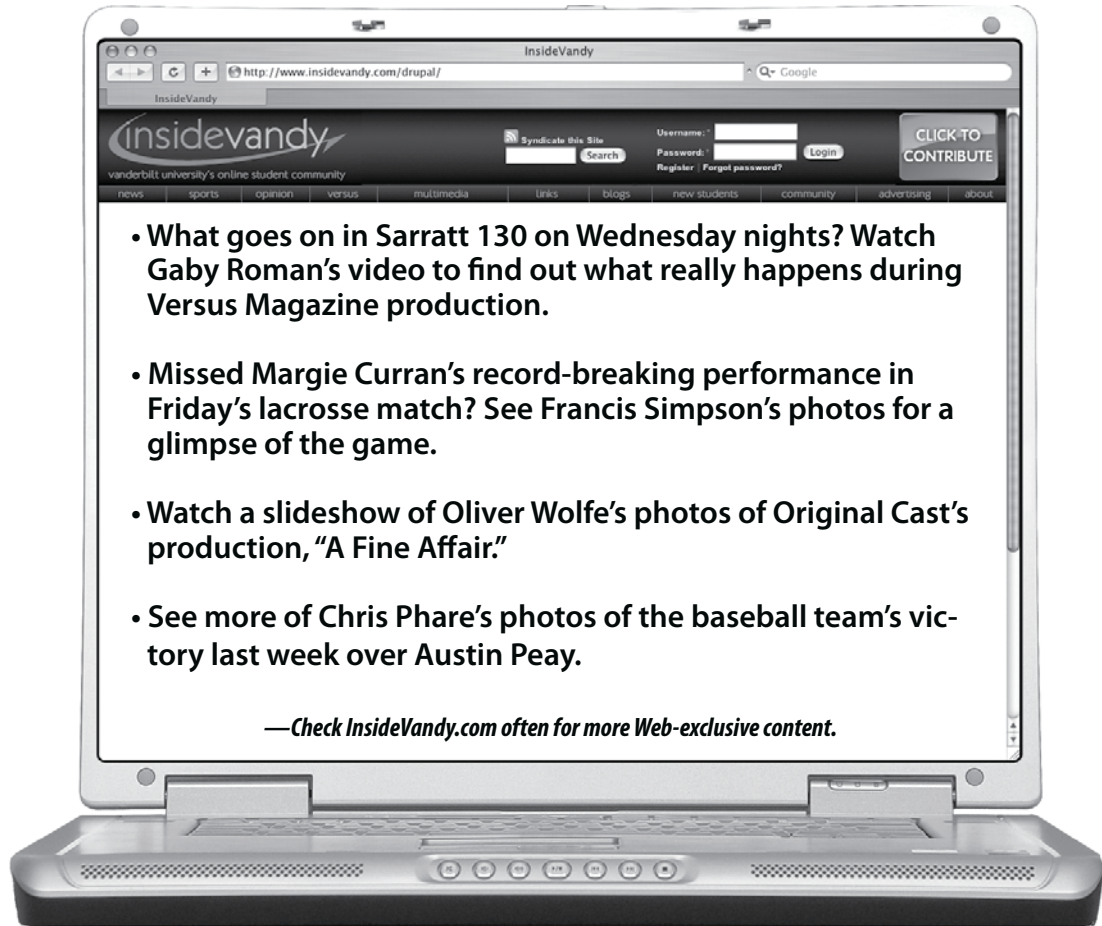 InsideVandy
http://www.insidevandy.com/drupal/
Google
InsideVandy
insidevandy
vanderbilt university's online student community
Syndicate this Site
Search
Username: *
Password: *
Login
Register | Forgot password?
CLICK TO
CONTRIBUTE
news sports opinion versus multimedia links blogs new students community advertising about
• What goes on in Sarratt 130 on Wednesday nights? Watch
Gaby Roman's video to find out what really happens during
Versus Magazine production.
• Missed Margie Curran's record-breaking performance in
Friday's lacrosse match? See Francis Simpson's photos for a
glimpse of the game.
• Watch a slideshow of Oliver Wolfe's photos of Original Cast's
production, "A Fine Affair."
• See more of Chris Phare's photos of the baseball team's vic-
tory last week over Austin Peay.
—Check InsideVandy.com often for more Web-exclusive content.